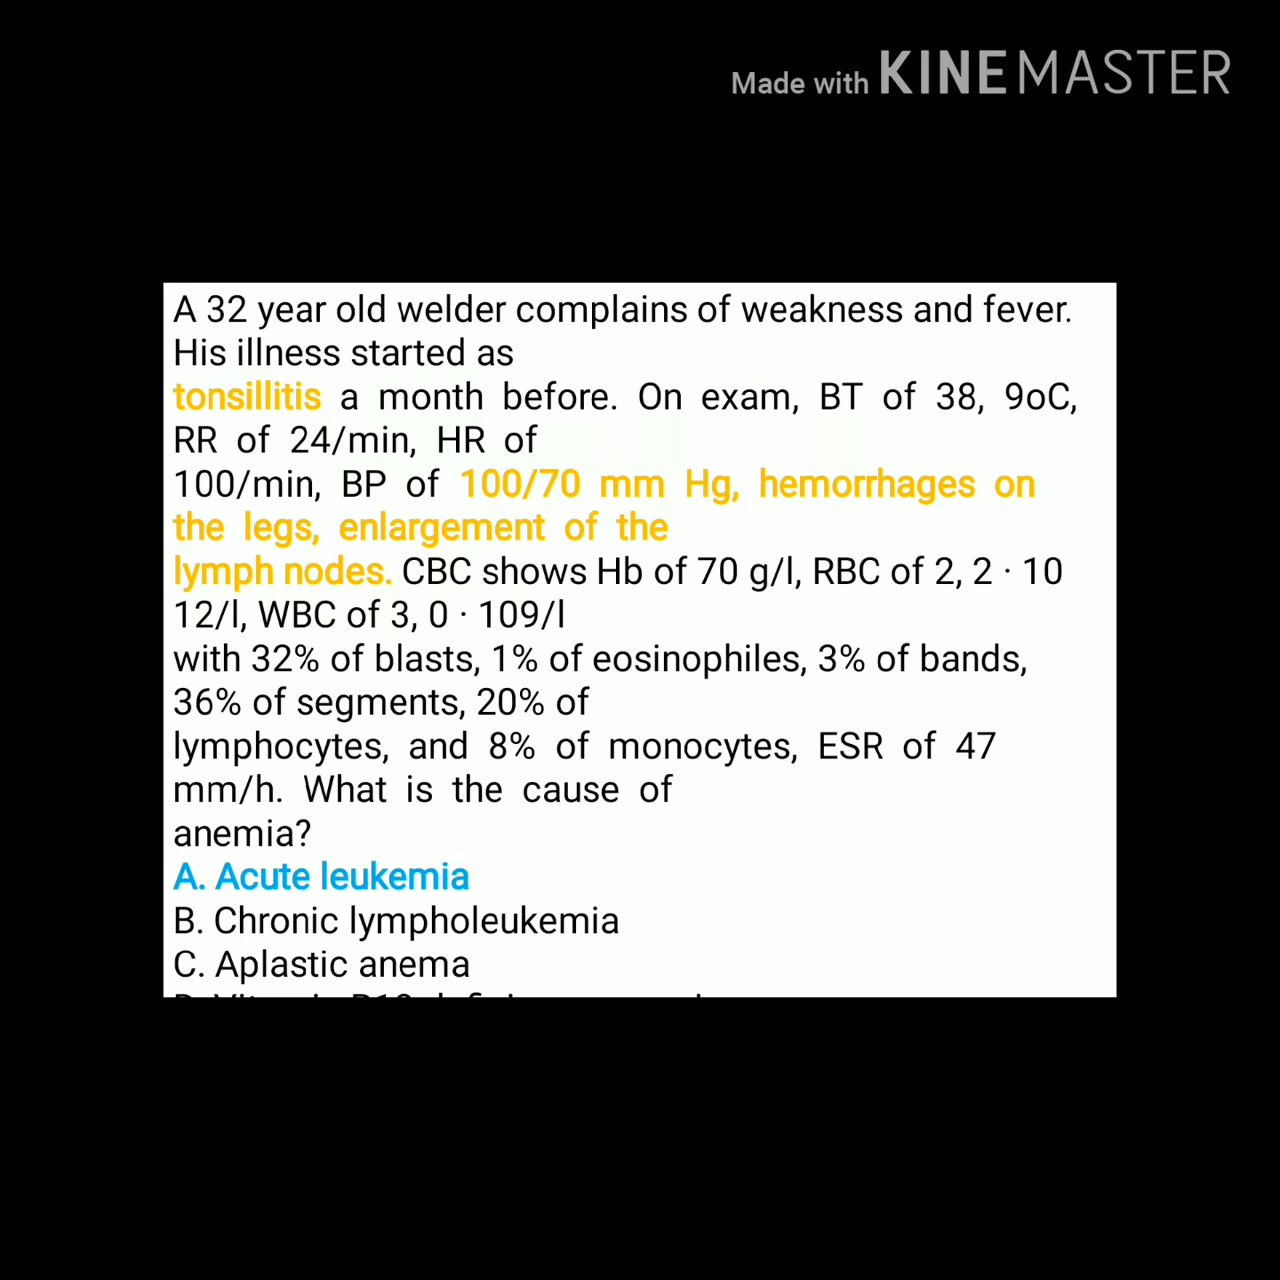 Made with KINEMASTER
A 32 year old welder complains of weakness and fever.
His illness started as
tonsillitis a month before. On exam, BT of 38, 9oC,
RR of 24/min, HR of
100/min, BP of 100/70 mm Hg, hemorrhages on
the legs, enlargement of the
lymph nodes. CBC shows Hb of 70 g/l, RBC of 2, 2 · 10
12/l, WBC of 3, 0 · 109/l
with 32% of blasts, 1% of eosinophiles, 3% of bands,
36% of segments, 20% of
lymphocytes, and 8% of monocytes, ESR of 47
mm/h. What is the cause of
anemia?
A. Acute leukemia
B. Chronic lympholeukemia
C. Aplastic anema